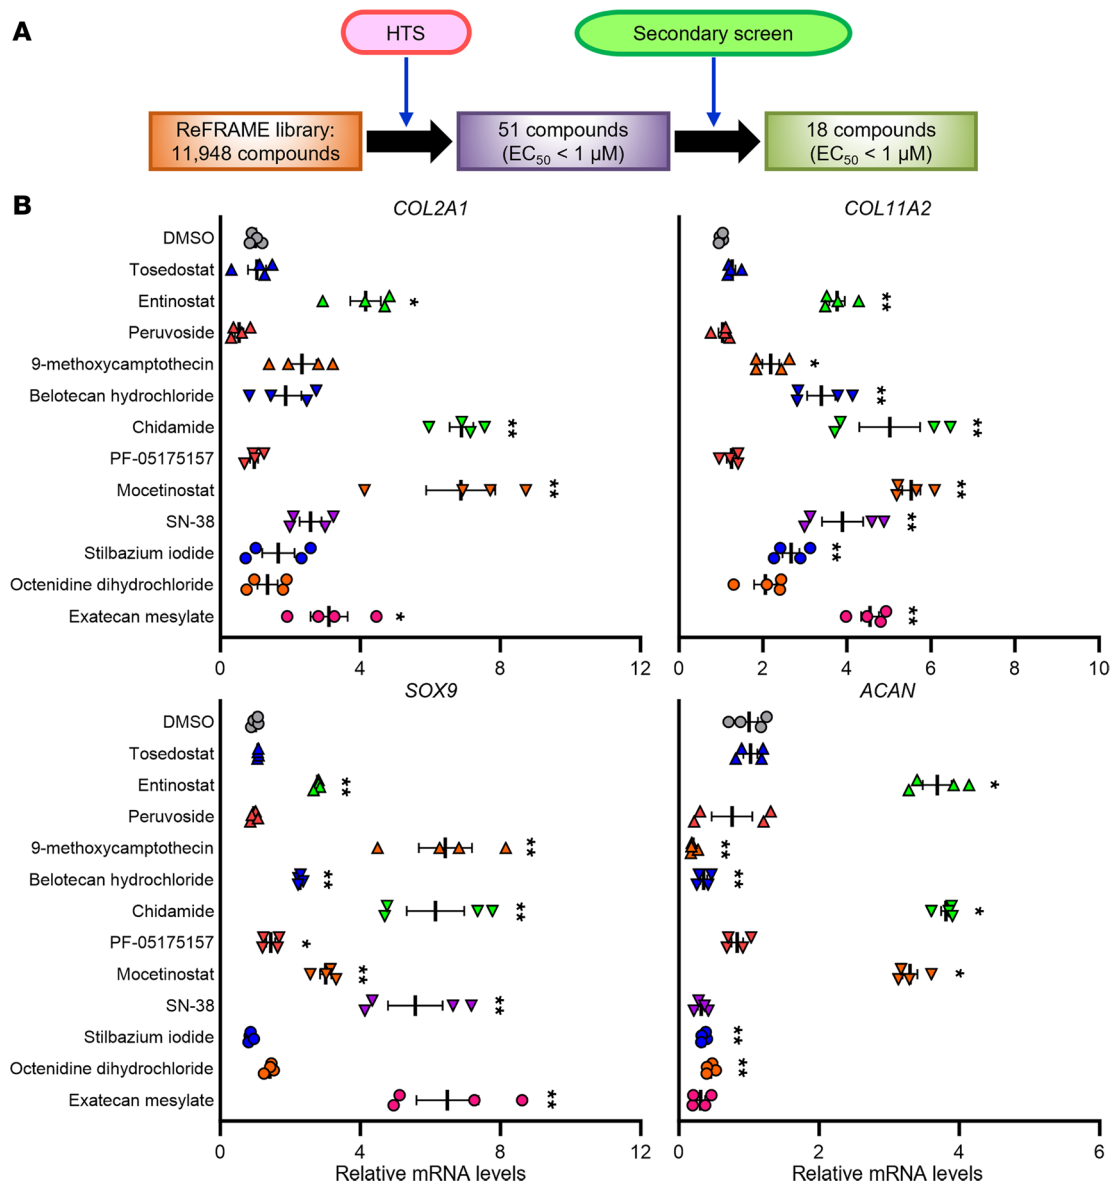 A
HTS
Secondary screen
ReFRAME library:
11,948 compounds
51 compounds
(EC50 < 1 µM)
18 compounds
(EC50 < 1 µM)
B
COL2A1
COL11A2
DMSO
Tosedostat
Entinostat
*
**
Peruvoside
9-methoxycamptothecin
*
Belotecan hydrochloride
**
Chidamide
**
**
PF-05175157
Mocetinostat
**
**
SN-38
**
Stilbazium iodide
**
Octenidine dihydrochloride
Exatecan mesylate
*
**
0 4 8 12
0 2 4 6 8 10
SOX9
ACAN
DMSO
Tosedostat
Entinostat
**
*
Peruvoside
9-methoxycamptothecin
**
**
Belotecan hydrochloride
**
**
Chidamide
**
*
PF-05175157
*
Mocetinostat
**
*
SN-38
**
Stilbazium iodide
**
Octenidine dihydrochloride
**
Exatecan mesylate
**
0 4 8 12
0 2 4 6
Relative mRNA levels
Relative mRNA levels